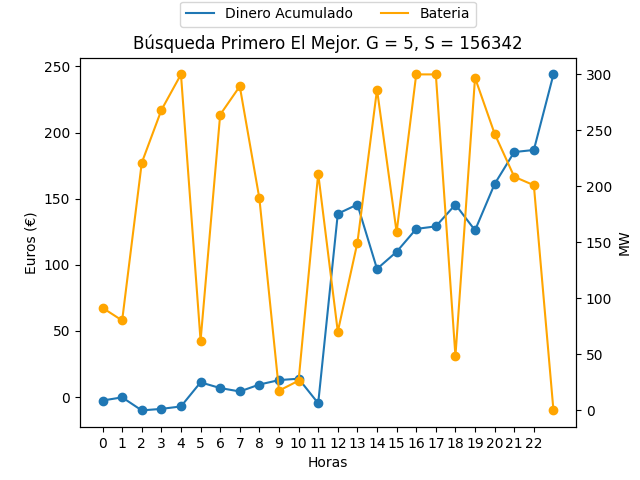 Dinero Acumulado Bateria
Búsqueda Primero El Mejor. G = 5, S = 156342
250
200
150
100
50
0
Euros (€)
300
250
200
150
100
50
0
MW
0 1 2 3 4 5 6 7 8 9 10 11 12 13 14 15 16 17 18 19 20 21 22
Horas